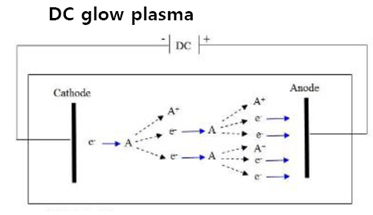 DC glow plasma
- DC +
Cathode
Anode
A+
A+
e-
e- A
e-
e- A
A-
e-
e- A
e-
e-